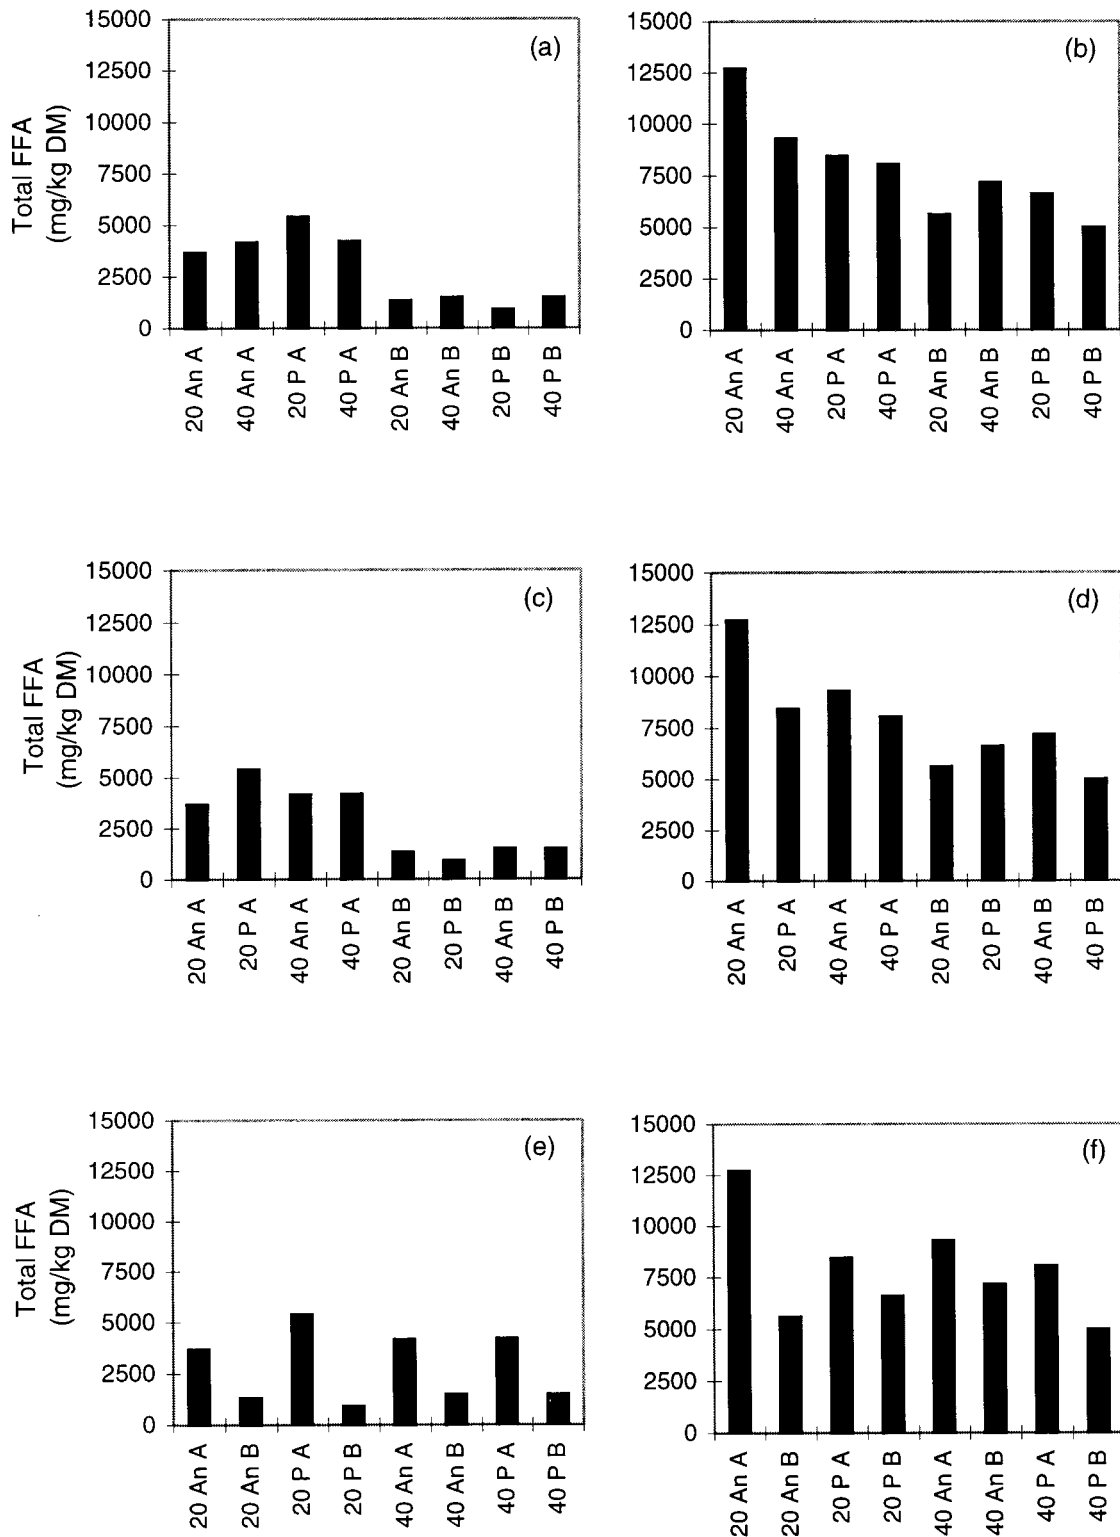 Total FFA
(mg/kg DM)
15000
12500
10000
7500
5000
2500
0
(a)
20 An A
40 An A
20 P A
40 P A
20 An B
40 An B
20 P B
40 P B
15000
12500
10000
7500
5000
2500
0
(b)
20 An A
40 An A
20 P A
40 P A
20 An B
40 An B
20 P B
40 P B
Total FFA
(mg/kg DM)
15000
12500
10000
7500
5000
2500
0
(c)
20 An A
20 P A
40 An A
40 P A
20 An B
20 P B
40 An B
40 P B
15000
12500
10000
7500
5000
2500
0
(d)
20 An A
20 P A
40 An A
40 P A
20 An B
20 P B
40 An B
40 P B
Total FFA
(mg/kg DM)
15000
12500
10000
7500
5000
2500
0
(e)
20 An A
20 An B
20 P A
20 P B
40 An A
40 An B
40 P A
40 P B
15000
12500
10000
7500
5000
2500
0
(f)
20 An A
20 An B
20 P A
20 P B
40 An A
40 An B
40 P A
40 P B